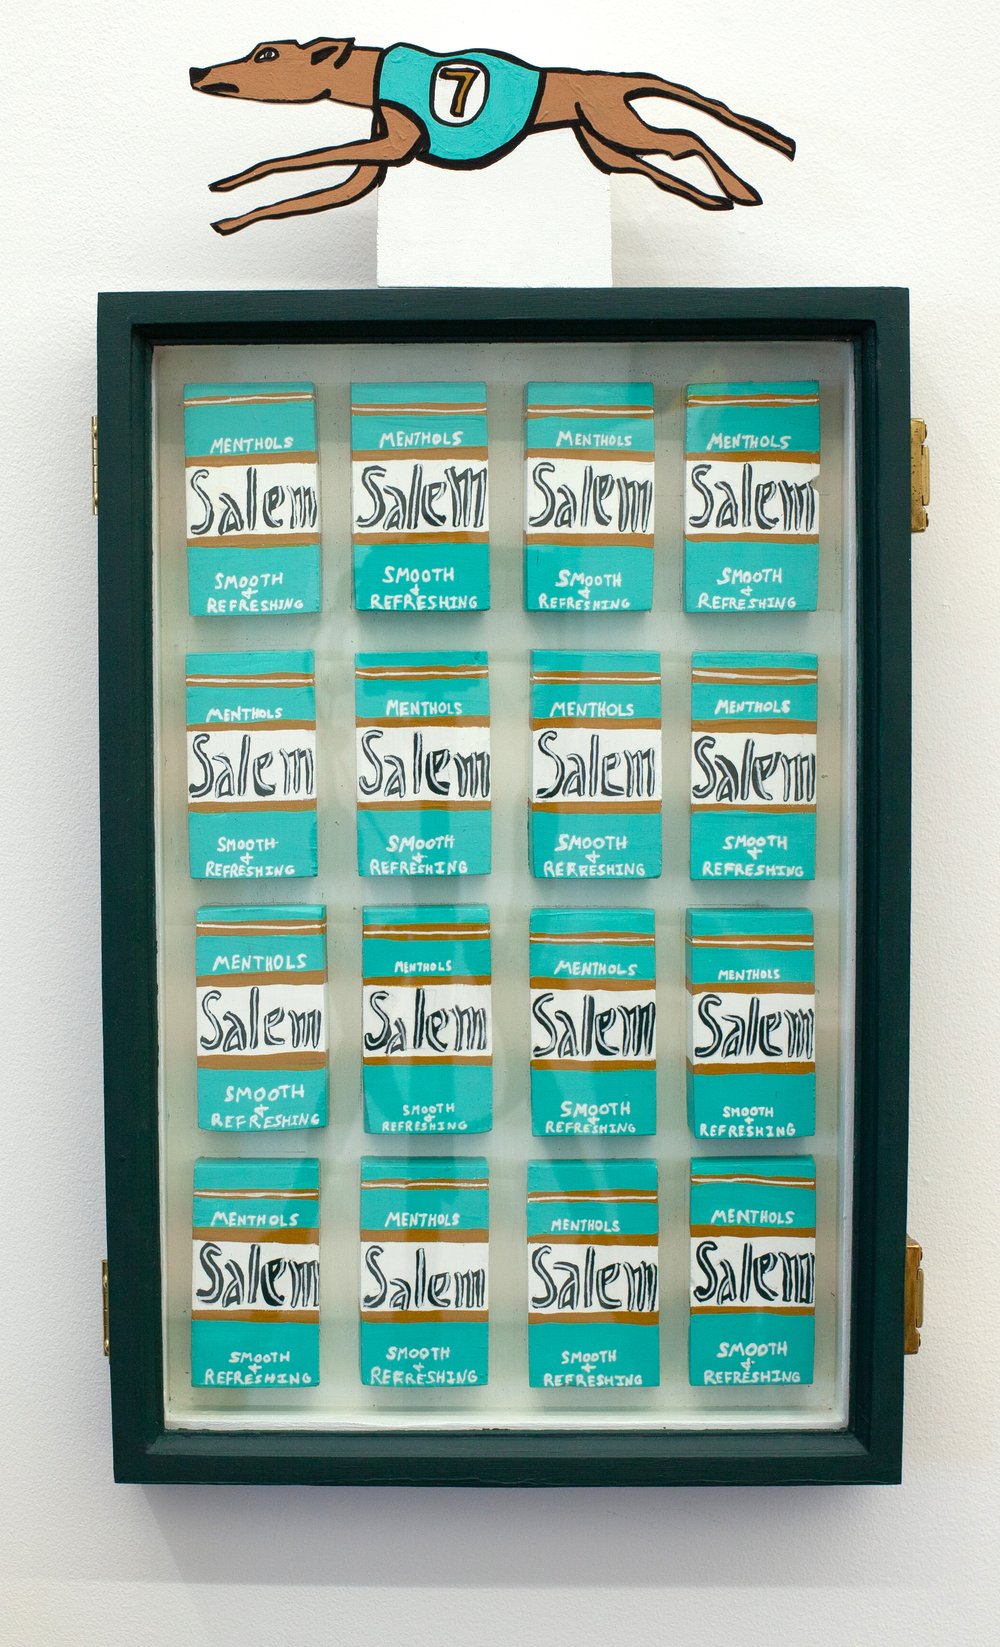 7
MENTHOLS MENTHOLS MENTHOLS MENTHOLS
Salem Salem Salem Salem
SMOOTH SMOOTH SMOOTH SMOOTH
+ + + +
REFRESHING REFRESHING REFRESHING REFRESHING
MENTHOLS MENTHOLS MENTHOLS MENTHOLS
Salem Salem Salem Salem
SMOOTH SMOOTH SMOOTH SMOOTH
+ + + +
REFRESHING REFRESHING REFRESHING REFRESHING
MENTHOLS MENTHOLS MENTHOLS MENTHOLS
Salem Salem Salem Salem
SMOOTH SMOOTH SMOOTH SMOOTH
+ + + +
REFRESHING REFRESHING REFRESHING REFRESHING
MENTHOLS MENTHOLS MENTHOLS MENTHOLS
Salem Salem Salem Salem
SMOOTH SMOOTH SMOOTH SMOOTH
+ + + +
REFRESHING REFRESHING REFRESHING REFRESHING